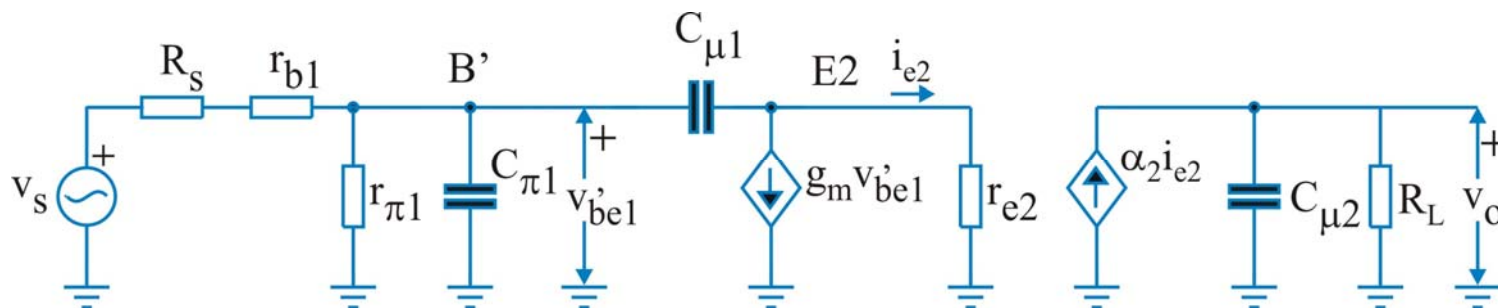 R_s r_b1 B’ C_μ1 E2 i_e2
+ v_s r_π1 C_π1 + v’_be1 g_m v’_be1 r_e2 α_2 i_e2 C_μ2 R_L + v_o